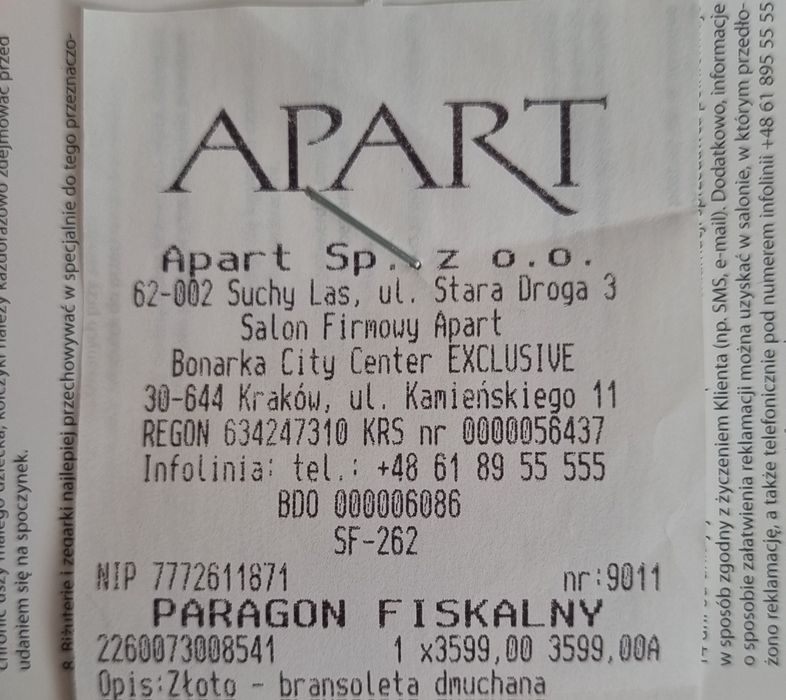 APART
Apart Sp. z o.o.
62-002 Suchy Las, ul. Stara Droga 3
Salon Firmowy Apart
Bonarka City Center EXCLUSIVE
30-644 Kraków, ul. Kamieńskiego 11
REGON 634247310 KRS nr 0000056437
Infolinia: tel.: +48 61 89 55 555
BDO 000006086
SF-262
NIP 7772611871 nr:9011
PARAGON FISKALNY
2260073008541 1 x3599,00 3599,00A
Opis:Złoto - bransoleta dmuchana
udaniem się na spoczynek.
8. Biżuterię i zegarki najlepiej przechowywać w specjalnie do tego przeznaczo-
w sposób zgodny z życzeniem Klienta (np. SMS, e-mail). Dodatkowo, informacje
o sposobie załatwienia reklamacji można uzyskać w salonie, w którym przedło-
żono reklamację, a także telefonicznie pod numerem infolinii +48 61 895 55 55